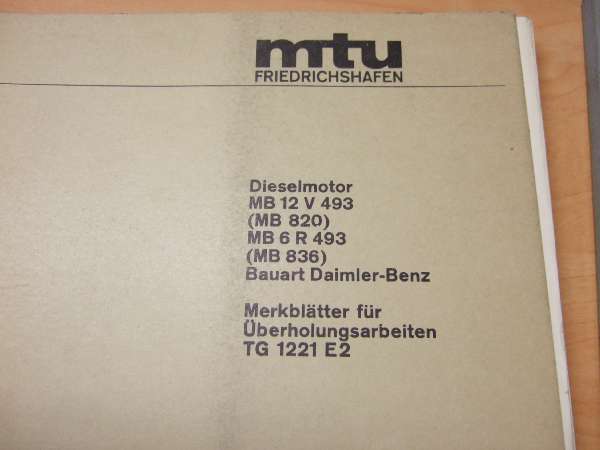 mtu
FRIEDRICHSHAFEN
Dieselmotor
MB 12 V 493
(MB 820)
MB 6 R 493
(MB 836)
Bauart Daimler-Benz
Merkblätter für
Überholungsarbeiten
TG 1221 E2